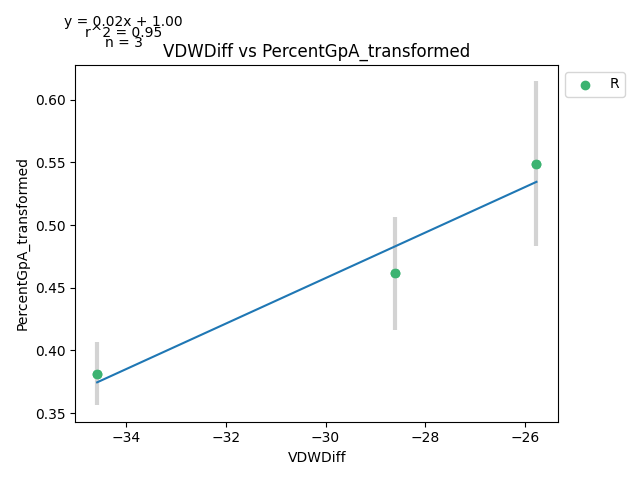 y = 0.02x + 1.00
r^2 = 0.95
n = 3
VDWDiff vs PercentGpA_transformed
R
PercentGpA_transformed
0.60
0.55
0.50
0.45
0.40
0.35
−34
−32
−30
−28
−26
VDWDiff